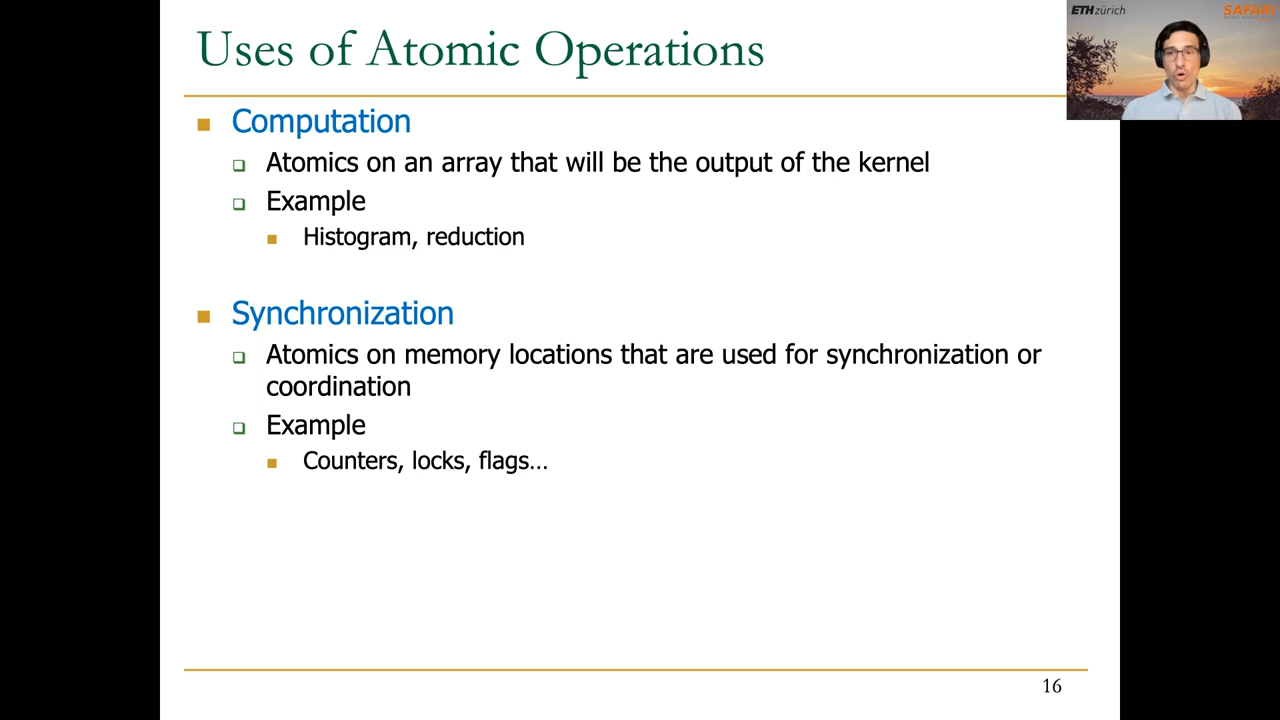 Uses of Atomic Operations
ETH zürich
SAFARI
Computation
Atomics on an array that will be the output of the kernel
Example
Histogram, reduction
Synchronization
Atomics on memory locations that are used for synchronization or
coordination
Example
Counters, locks, flags…
16